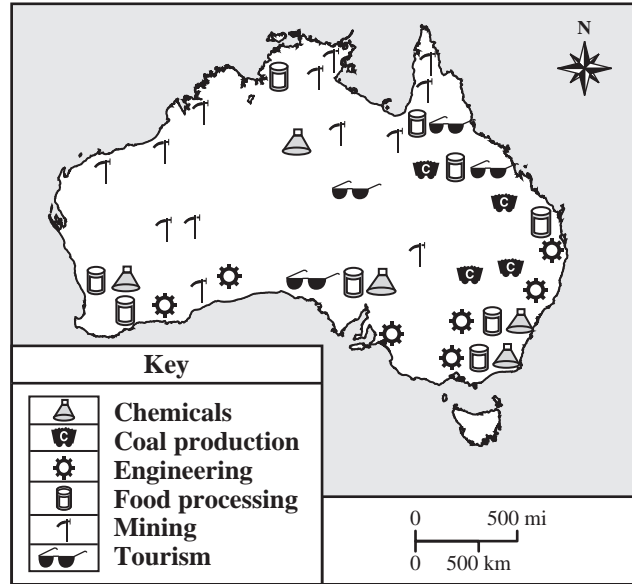 N
C
C
C
C
Key
Chemicals
C
Coal production
Engineering
Food processing
Mining
Tourism
0 500 mi
0 500 km